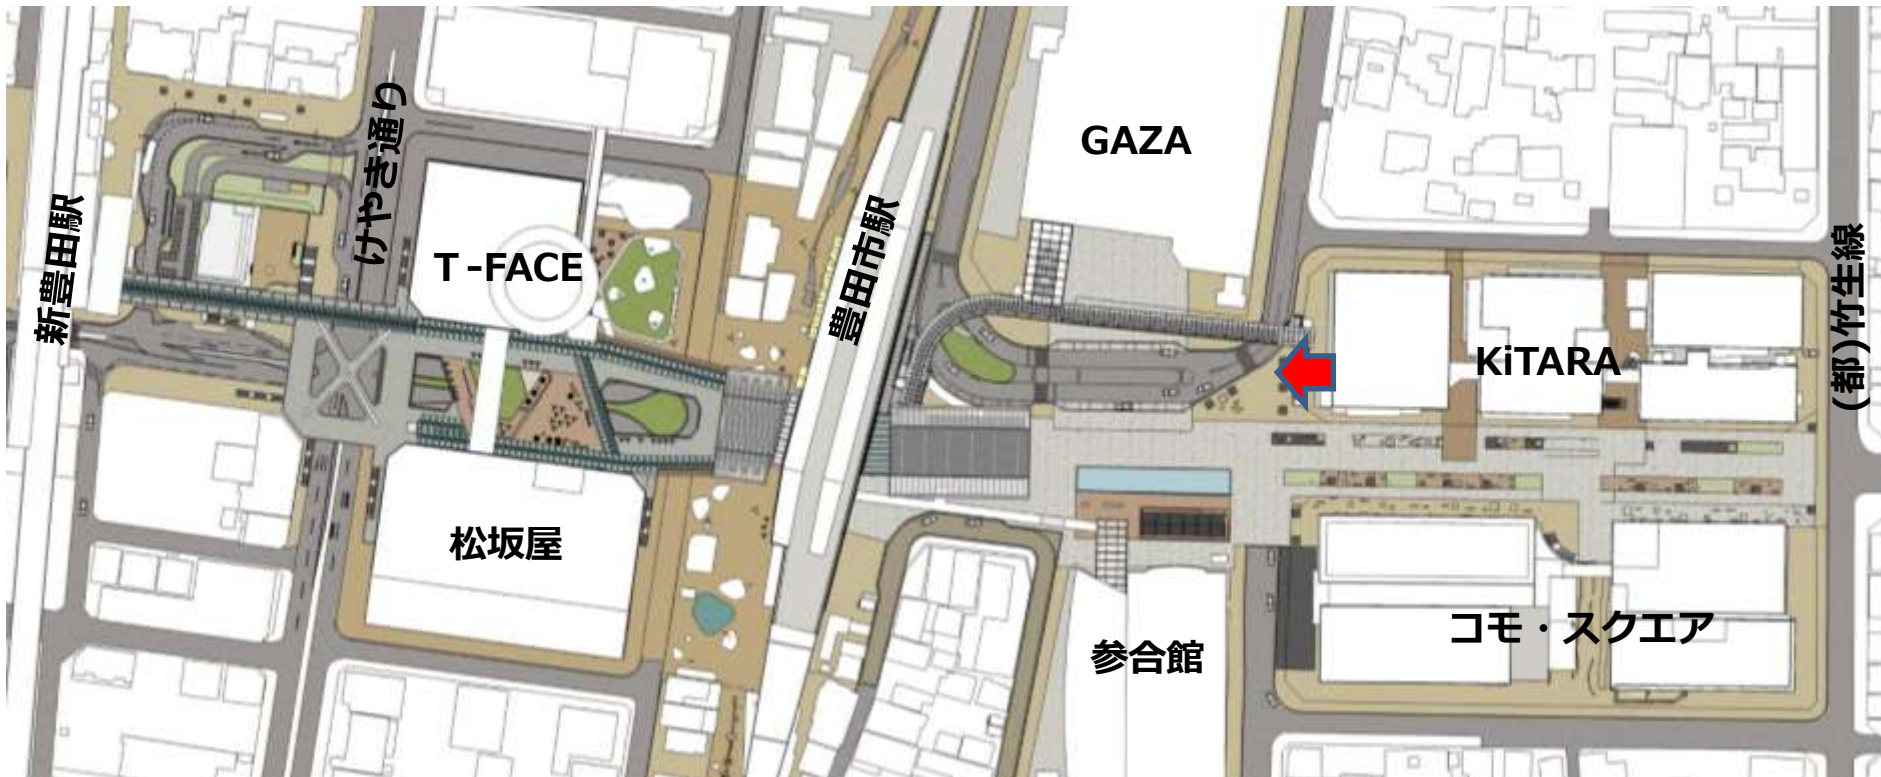 新豊田駅
けやき通り
T-FACE
松坂屋
豊田市駅
GAZA
KiTARA
参合館
コモ・スクエア
(都)竹生線